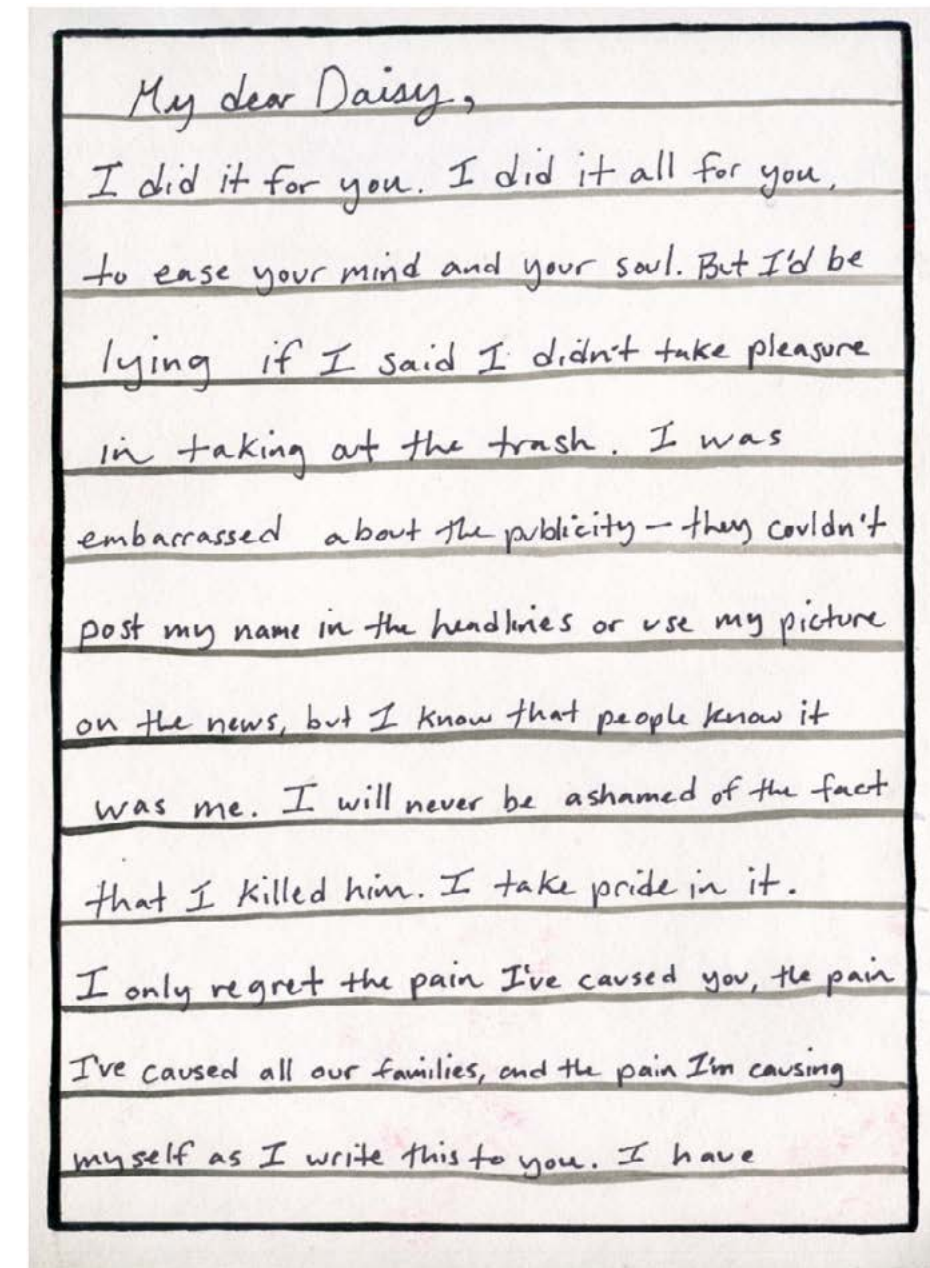 My dear Daisy,
I did it for you. I did it all for you,
to ease your mind and your soul. But I'd be
lying if I said I didn't take pleasure
in taking out the trash. I was
embarrassed about the publicity – they couldn't
post my name in the headlines or use my picture
on the news, but I know that people know it
was me. I will never be ashamed of the fact
that I killed him. I take pride in it.
I only regret the pain I've caused you, the pain
I've caused all our families, and the pain I'm causing
myself as I write this to you. I have